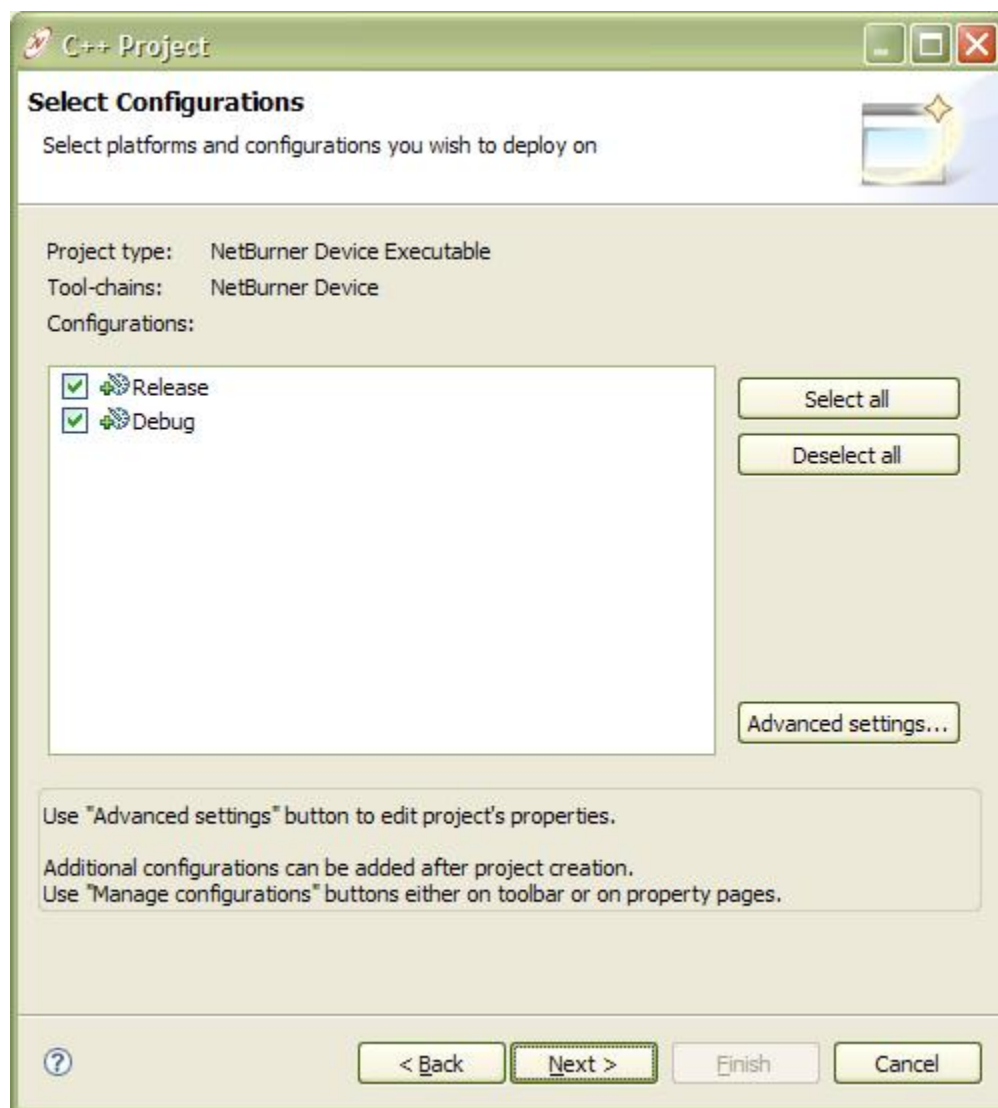 C++ Project
Select Configurations
Select platforms and configurations you wish to deploy on
Project type: NetBurner Device Executable
Tool-chains: NetBurner Device
Configurations:
Release
Debug
Select all
Deselect all
Advanced settings...
Use "Advanced settings" button to edit project's properties.
Additional configurations can be added after project creation.
Use "Manage configurations" buttons either on toolbar or on property pages.
< Back
Next >
Finish
Cancel